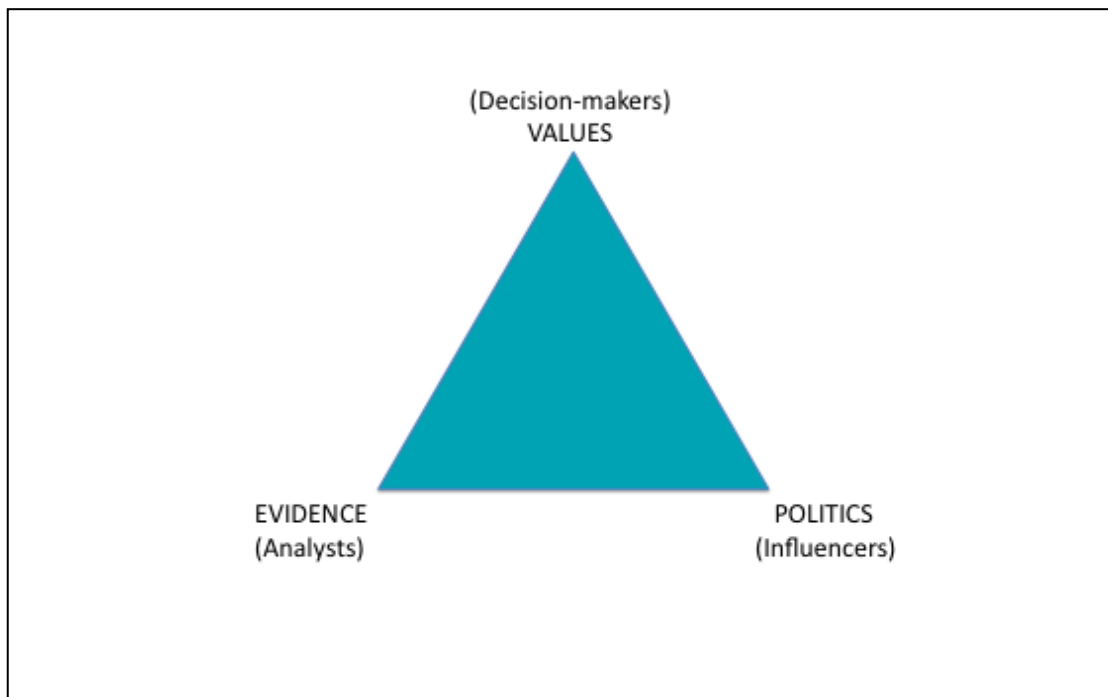 (Decision-makers)
VALUES
EVIDENCE
(Analysts)
POLITICS
(Influencers)